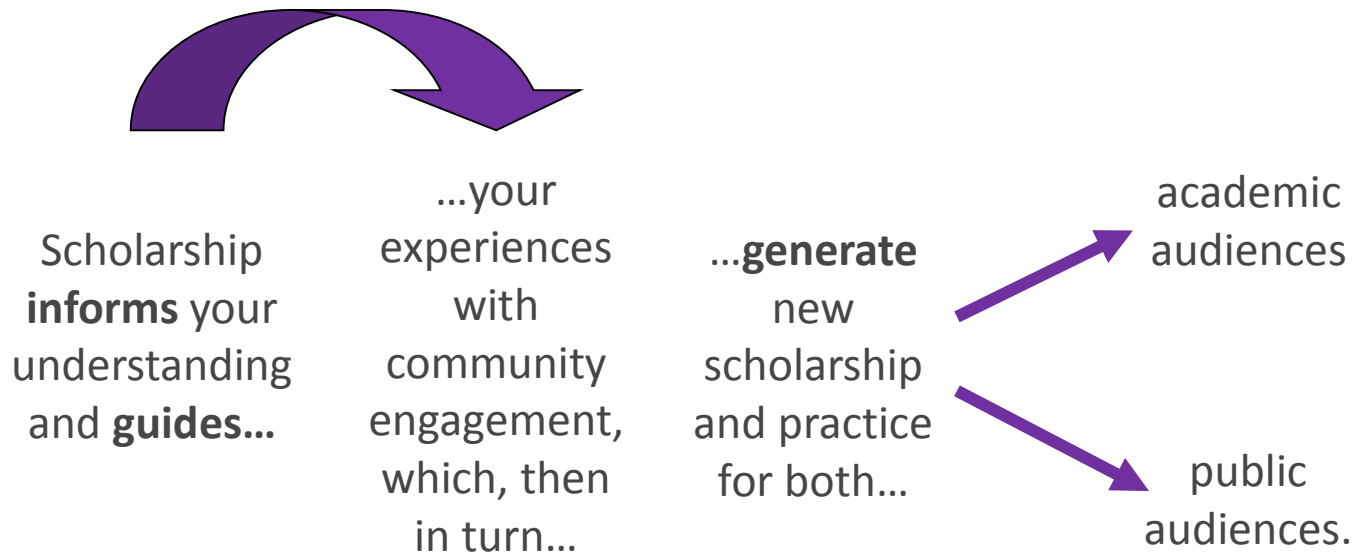 Scholarship
informs your
understanding
and guides…
…your
experiences
with
community
engagement,
which, then
in turn…
…generate
new
scholarship
and practice
for both…
academic
audiences
public
audiences.